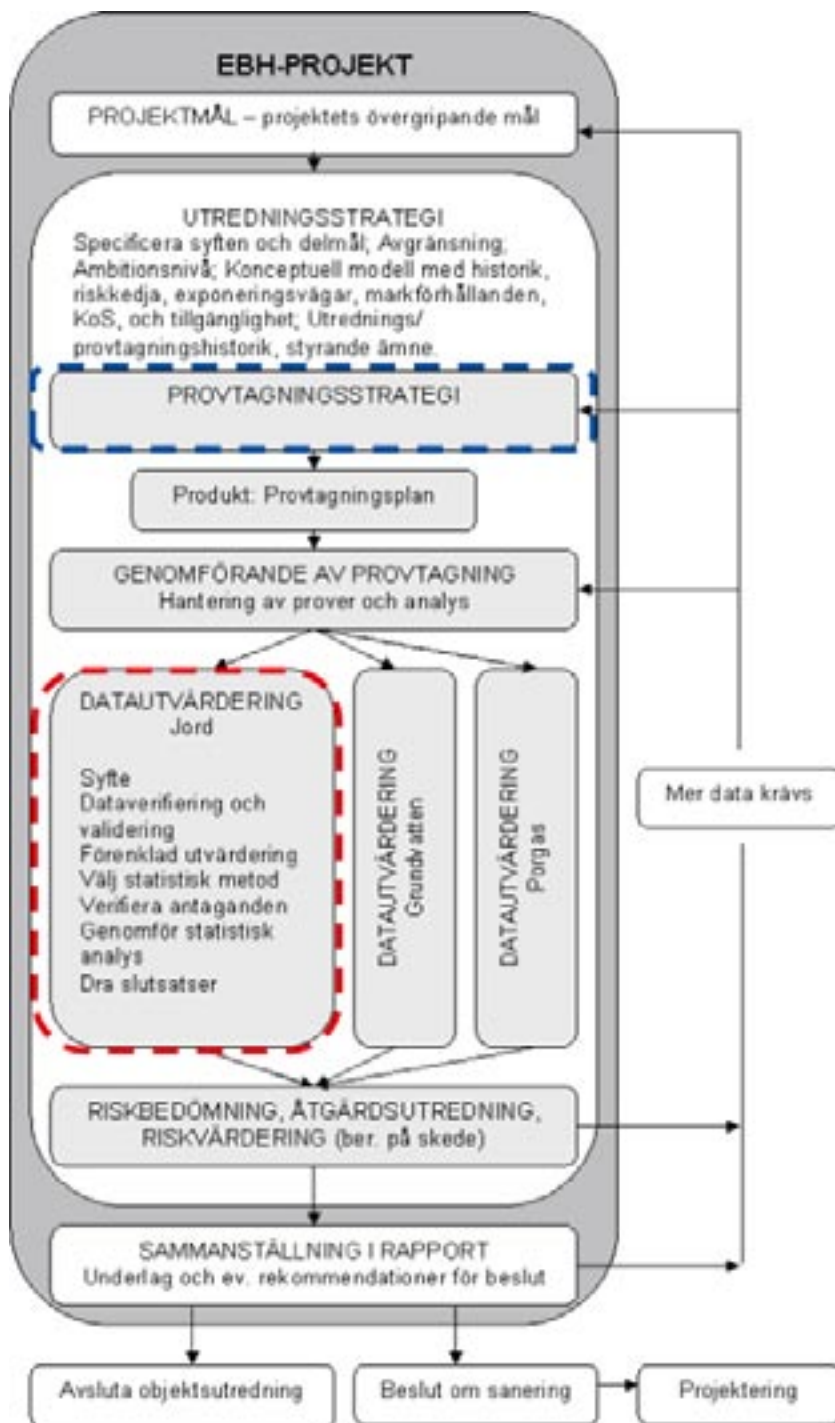 EBH-PROJEKT
PROJEKTMÅL – projektets övergripande mål
UTREDNINGSSTRATEGI
Specificera syften och delmål; Avgränsning;
Ambitionsnivå; Konceptuell modell med historik,
riskkedja, exponeringsvägar, markförhållanden,
KoS, och tillgänglighet; Utrednings/
provtagningshistorik, styrande ämne.
PROVTAGNINGSSTRATEGI
Produkt: Provtagningsplan
GENOMFÖRANDE AV PROVTAGNING
Hantering av prover och analys
DATAUTVÄRDERING
Jord
Syfte
Dataverifiering och
validering
Förenklad utvärdering
Välj statistisk metod
Verifiera antaganden
Genomför statistisk
analys
Dra slutsatser
DATAUTVÄRDERING
Grundvatten
DATAUTVÄRDERING
Porgas
Mer data krävs
RISKBEDÖMNING, ÅTGÄRDSUTREDNING,
RISKVÄRDERING (ber. på skede)
SAMMANSTÄLLNING I RAPPORT
Underlag och ev. rekommendationer för beslut
Avsluta objektsutredning
Beslut om sanering
Projektering